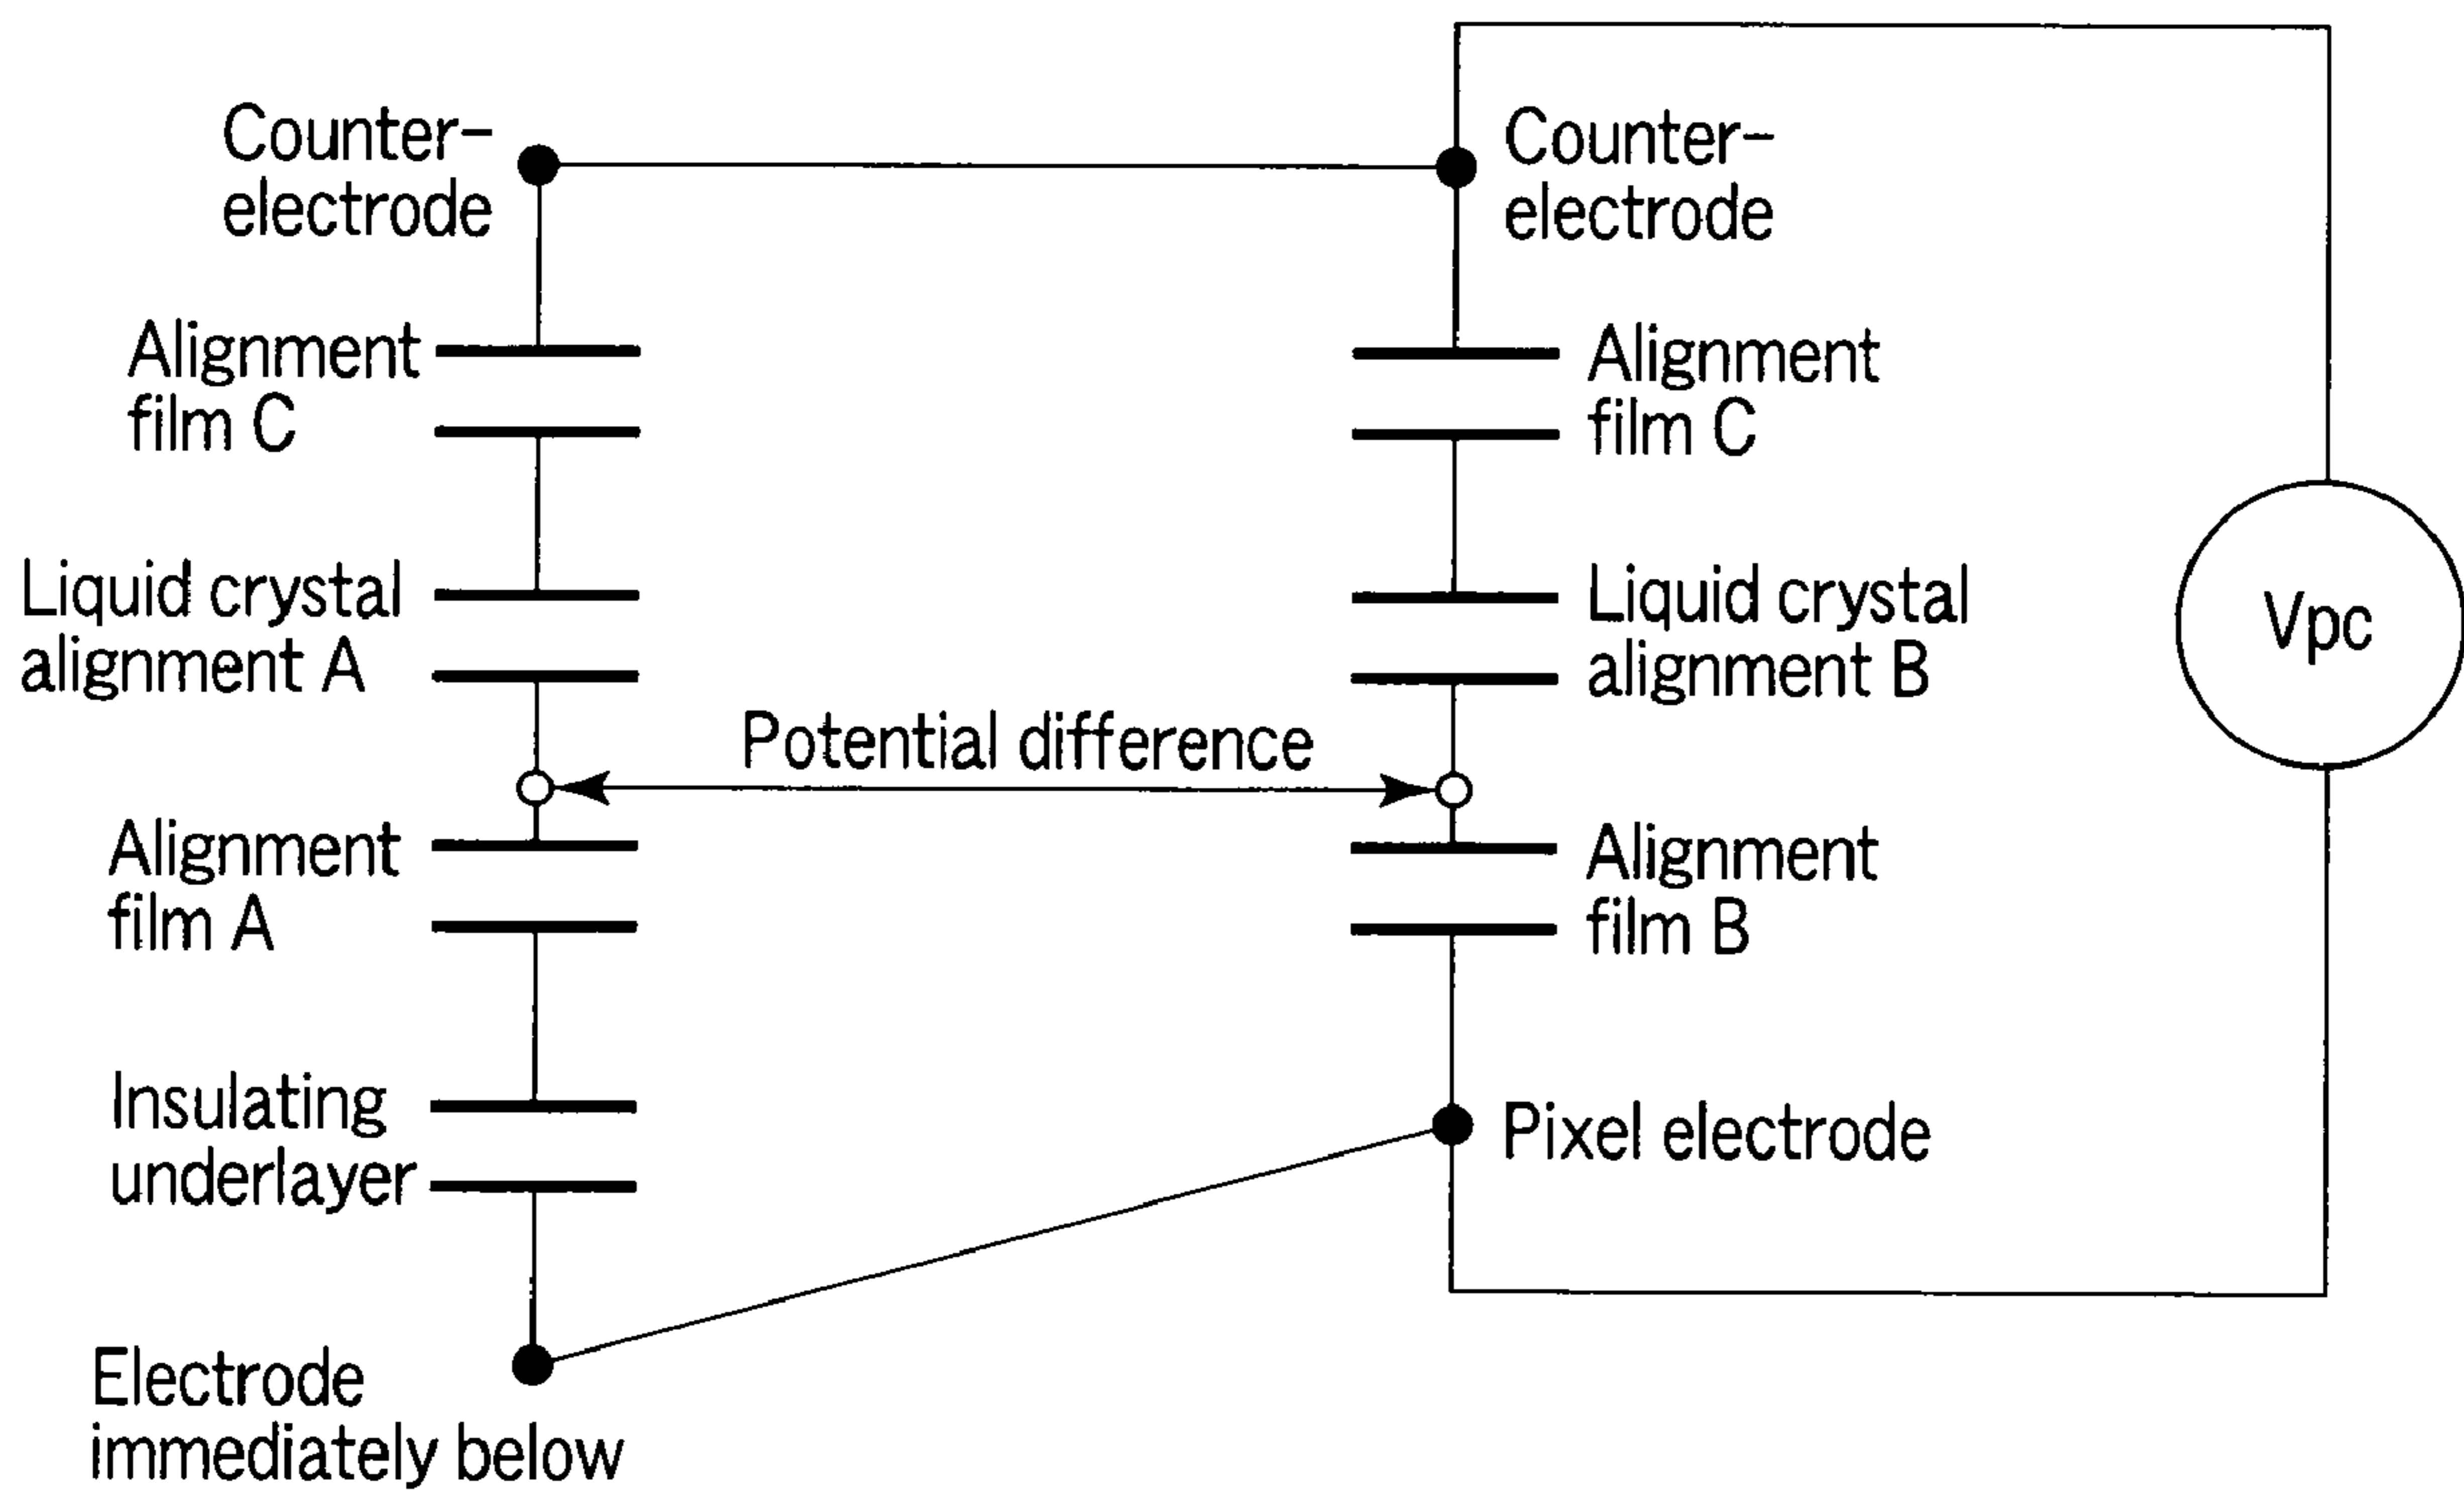 Counter-
electrode
Counter-
electrode
Alignment
film C
Alignment
film C
Liquid crystal
alignment A
Liquid crystal
alignment B
Vpc
Potential difference
Alignment
film A
Alignment
film B
Insulating
underlayer
Pixel electrode
Electrode
immediately below